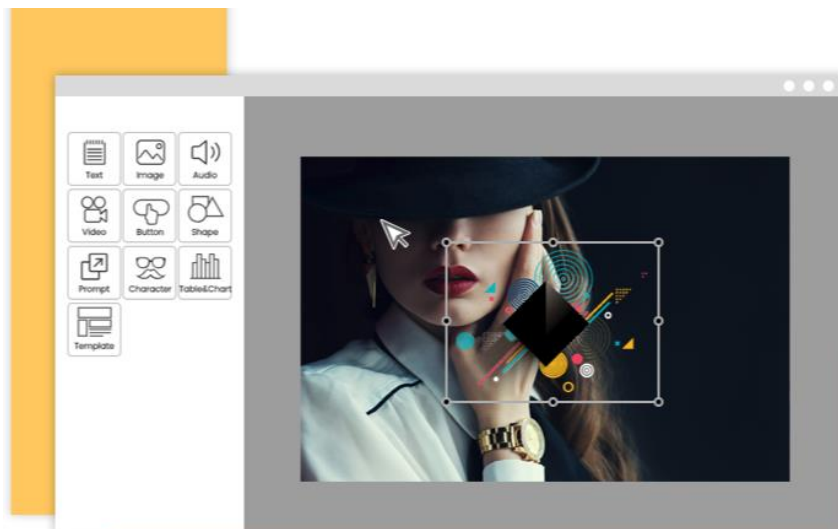 Text Image Audio
Video Button Shape
Prompt Character Table&Chart
Template